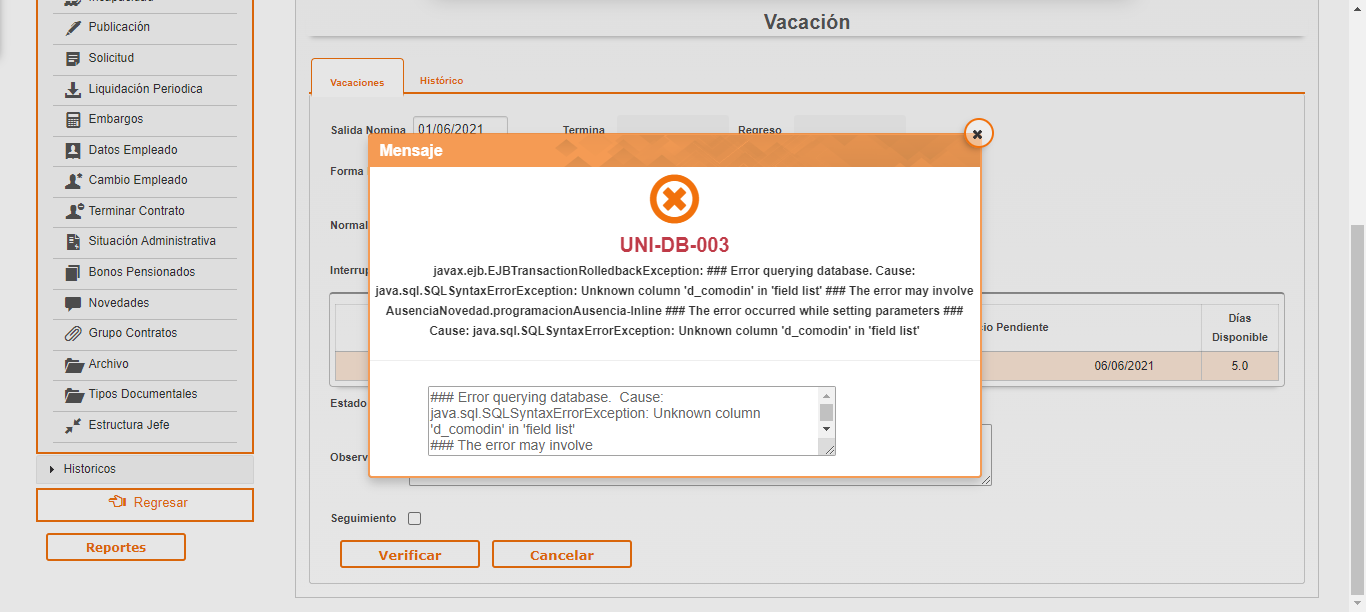 Publicación
Solicitud
Liquidación Periodica
Embargos
Datos Empleado
Cambio Empleado
Terminar Contrato
Situación Administrativa
Bonos Pensionados
Novedades
Grupo Contratos
Archivo
Tipos Documentales
Estructura Jefe
Historicos
Regresar
Reportes
Vacación
Vacaciones
Histórico
Salida Nomina 01/06/2021 Termina Regreso
Forma
Normal
Mensaje
UNI-DB-003
javax.ejb.EJBTransactionRolledbackException: ### Error querying database. Cause:
java.sql.SQLSyntaxErrorException: Unknown column 'd_comodin' in 'field list' ### The error may involve
AusenciaNovedad.programacionAusencia-Inline ### The error occurred while setting parameters ###
Cause: java.sql.SQLSyntaxErrorException: Unknown column 'd_comodin' in 'field list'
### Error querying database.  Cause:
java.sql.SQLSyntaxErrorException: Unknown column
'd_comodin' in 'field list'
### The error may involve
Pendiente
Días
Disponible
06/06/2021 5.0
Estado
Seguimiento
Verificar
Cancelar